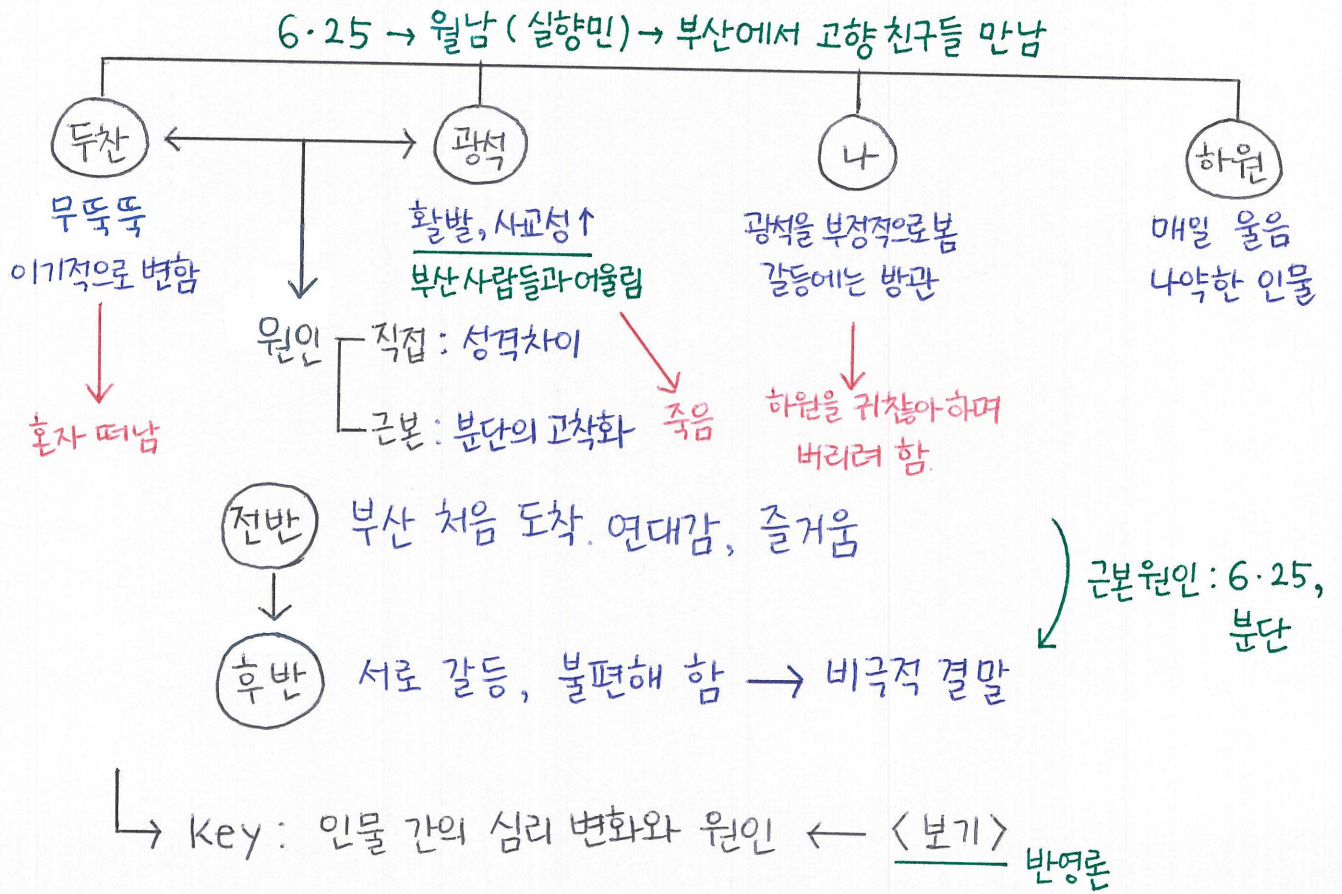 6·25 → 월남 (실향민) → 부산에서 고향 친구들 만남
두찬
광석
나
하원
무뚝뚝
이기적으로 변함
혼자 떠남
활발, 사교성↑
부산 사람들과 어울림
죽음
광석을 부정적으로 봄
갈등에는 방관
하원을 귀찮아 하며
버리려 함.
매일 울음
나약한 인물
원인
직접 : 성격차이
근본 : 분단의 고착화
전반 부산 처음 도착. 연대감, 즐거움
후반 서로 갈등, 불편해 함 → 비극적 결말
근본 원인 : 6·25,
분단
key : 인물 간의 심리 변화와 원인 ← <보기>
반영론